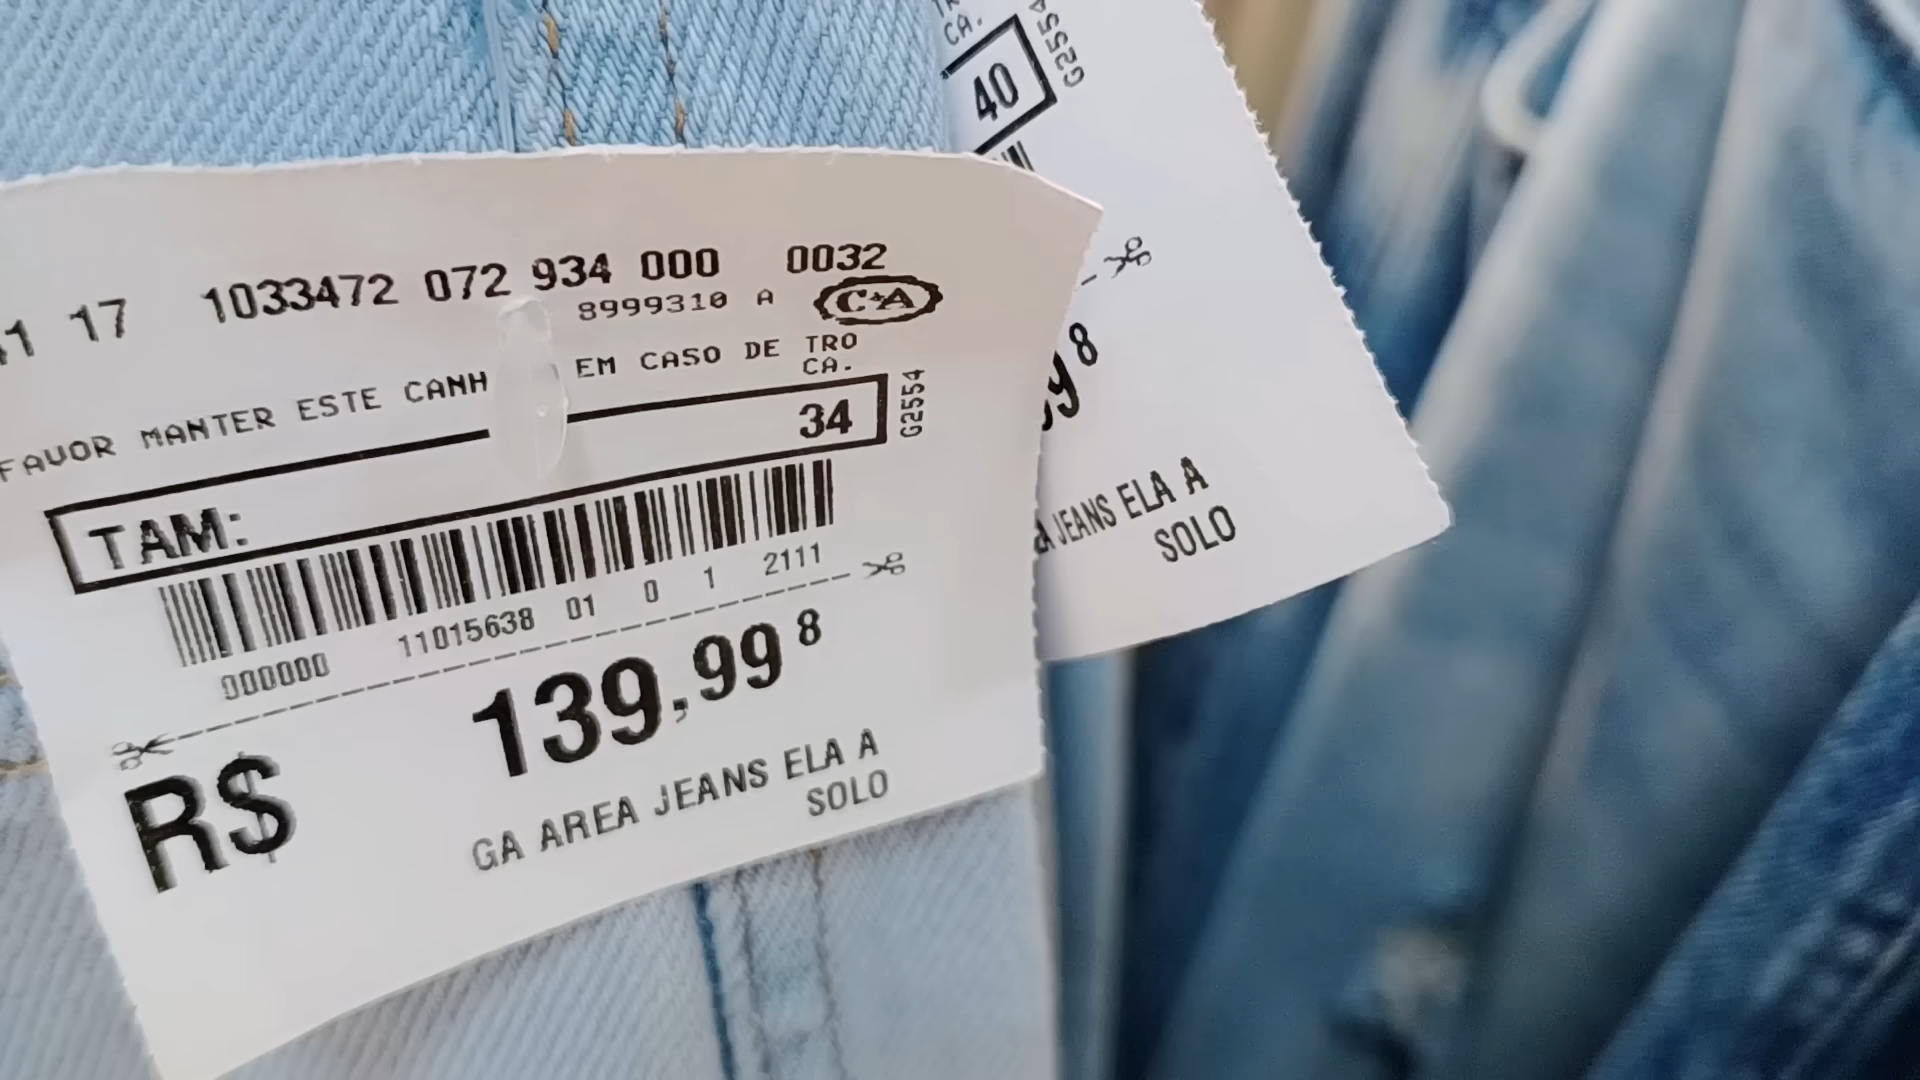 17 1033472 072 934 000 0032
8999310 A C&A
FAVOR MANTER ESTE CANH EM CASO DE TRO
CA.
TAM: 34
G2554
000000 11015638 01 0 1 2111
R$ 139,99 8
GA AREA JEANS ELA A
SOLO
CA.
40
G2554
8
JEANS ELA A
SOLO